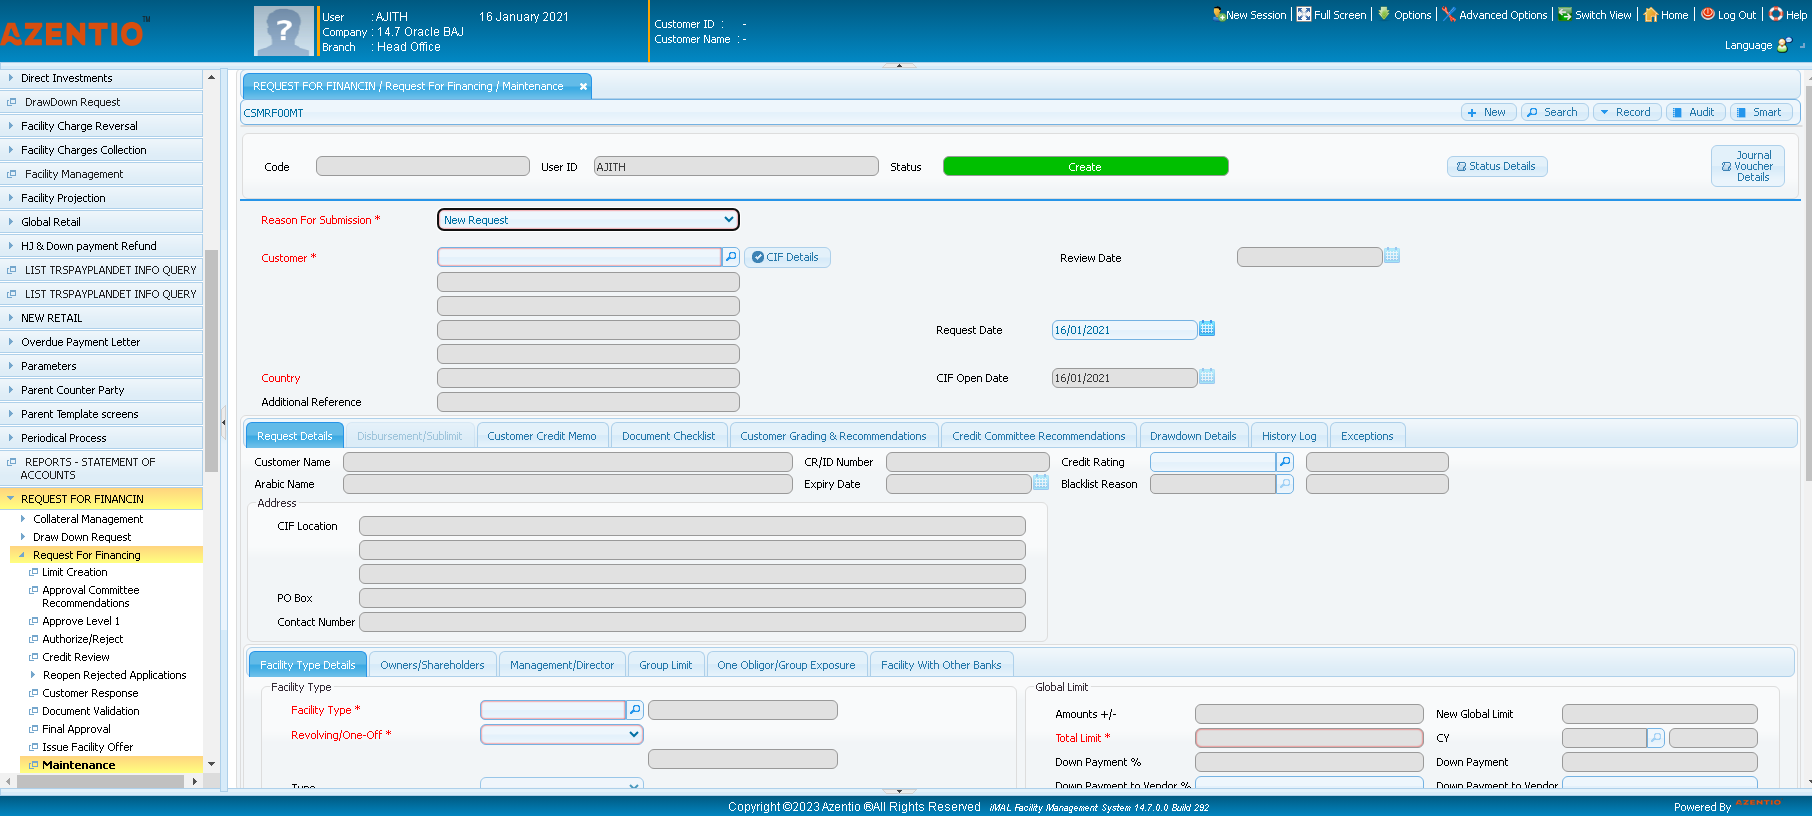 AZENTIO™
User : AJITH 16 January 2021
Company : 14.7 Oracle BAJ
Branch : Head Office
Customer ID : -
Customer Name : -
New Session Full Screen Options Advanced Options Switch View Home Log Out Help
Language
Direct Investments
DrawDown Request
Facility Charge Reversal
Facility Charges Collection
Facility Management
Facility Projection
Global Retail
HJ & Down payment Refund
LIST TRSPAYPLANDET INFO QUERY
LIST TRSPAYPLANDET INFO QUERY
NEW RETAIL
Overdue Payment Letter
Parameters
Parent Counter Party
Parent Template screens
Periodical Process
REPORTS - STATEMENT OF
ACCOUNTS
REQUEST FOR FINANCIN
Collateral Management
Draw Down Request
Request For Financing
Limit Creation
Approval Committee
Recommendations
Approve Level 1
Authorize/Reject
Credit Review
Reopen Rejected Applications
Customer Response
Document Validation
Final Approval
Issue Facility Offer
Maintenance
REQUEST FOR FINANCIN / Request For Financing / Maintenance
CSMRF00MT
New Search Record Audit Smart
Code User ID AJITH Status Create Status Details
Journal
Voucher
Details
Reason For Submission * New Request
Customer * CIF Details Review Date
Request Date 16/01/2021
Country CIF Open Date 16/01/2021
Additional Reference
Request Details Disbursement/Sublimit Customer Credit Memo Document Checklist Customer Grading & Recommendations Credit Committee Recommendations Drawdown Details History Log Exceptions
Customer Name CR/ID Number Credit Rating
Arabic Name Expiry Date Blacklist Reason
Address
CIF Location
PO Box
Contact Number
Facility Type Details Owners/Shareholders Management/Director Group Limit One Obligor/Group Exposure Facility With Other Banks
Facility Type
Facility Type *
Revolving/One-Off *
Type
Global Limit
Amounts +/- New Global Limit
Total Limit * CY
Down Payment % Down Payment
Down Payment to Vendor % Down Payment to Vendor
Copyright ©2023 Azentio ®All Rights Reserved iMAL Facility Management System 14.7.0.0 Build 292
Powered By AZENTIO